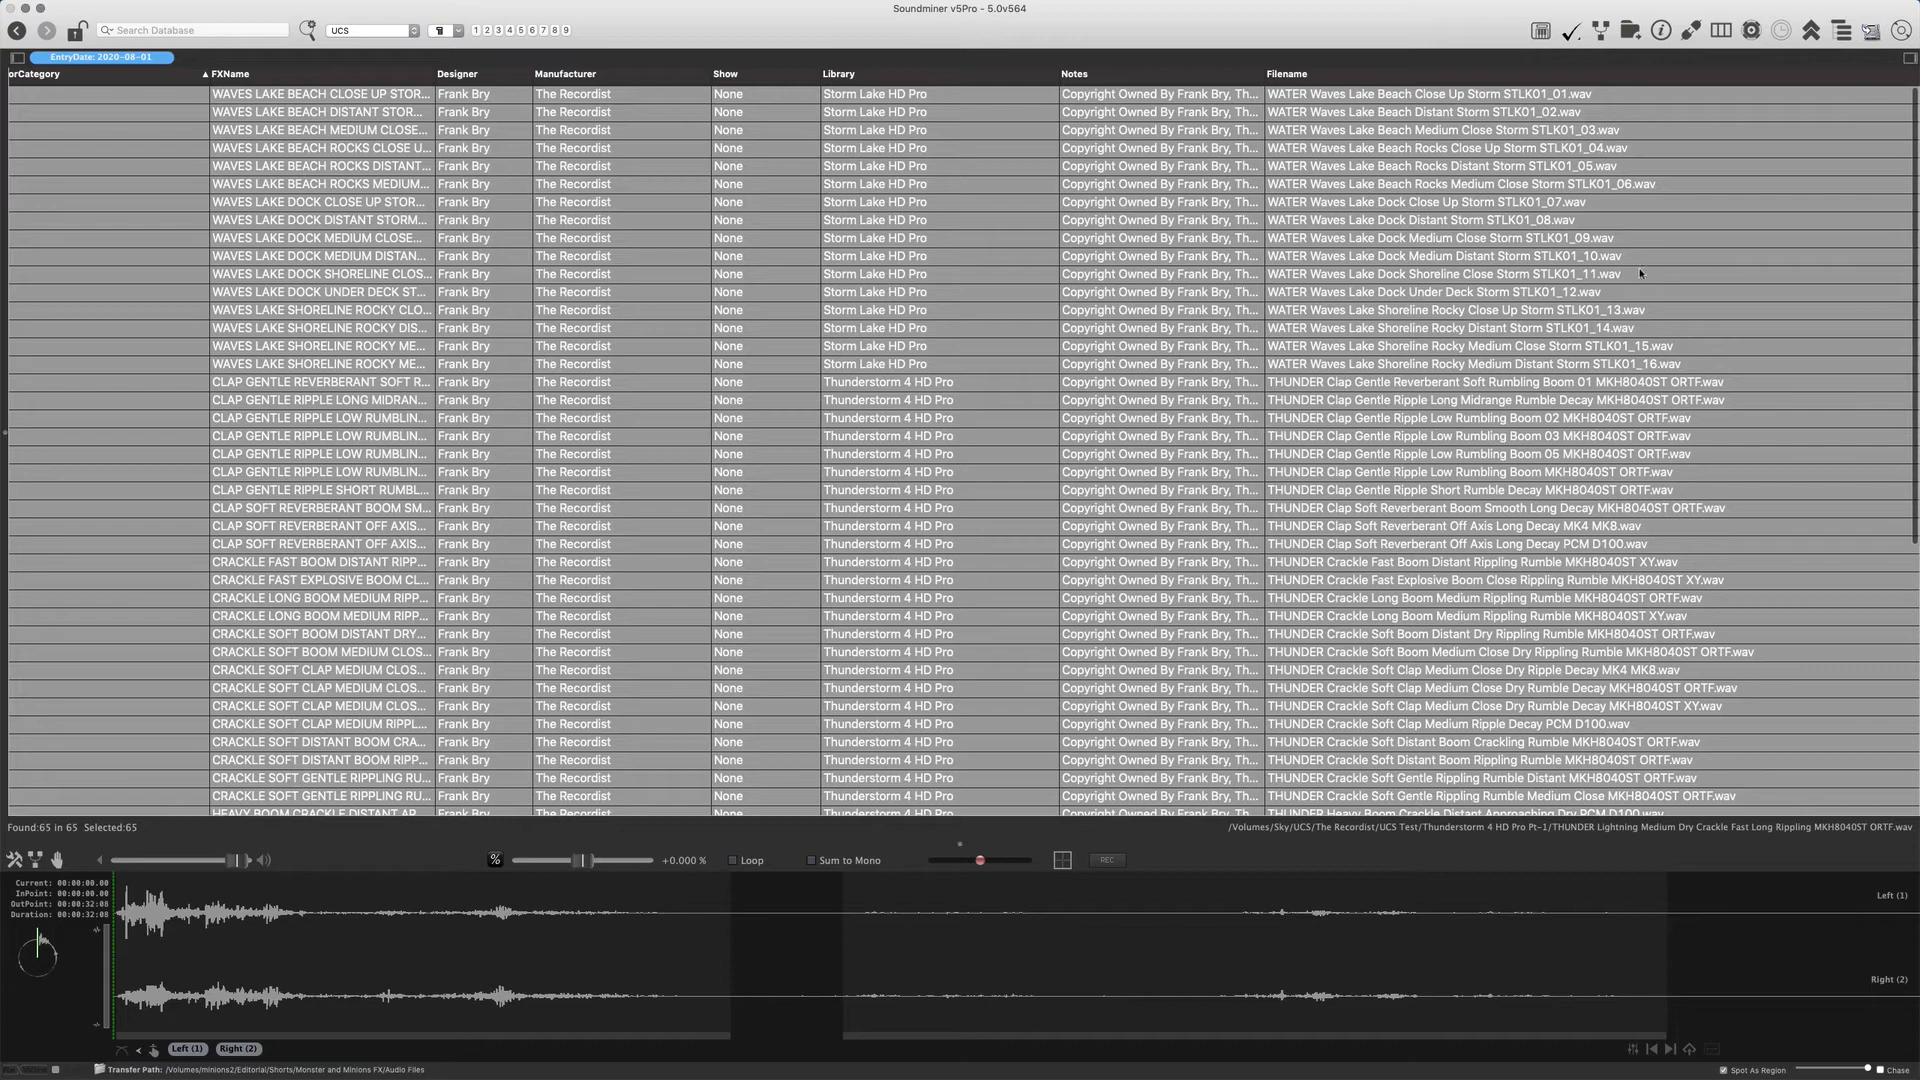 Soundminer v5Pro - 5.0v564
Search Database UCS 1 2 3 4 5 6 7 8 9
EntryDate: 2020-08-01
orCategory ▲ FXName Designer Manufacturer Show Library Notes Filename
WAVES LAKE BEACH CLOSE UP STOR... Frank Bry The Recordist None Storm Lake HD Pro Copyright Owned By Frank Bry, Th... WATER Waves Lake Beach Close Up Storm STLK01_01.wav
WAVES LAKE BEACH DISTANT STOR... Frank Bry The Recordist None Storm Lake HD Pro Copyright Owned By Frank Bry, Th... WATER Waves Lake Beach Distant Storm STLK01_02.wav
WAVES LAKE BEACH MEDIUM CLOSE... Frank Bry The Recordist None Storm Lake HD Pro Copyright Owned By Frank Bry, Th... WATER Waves Lake Beach Medium Close Storm STLK01_03.wav
WAVES LAKE BEACH ROCKS CLOSE U... Frank Bry The Recordist None Storm Lake HD Pro Copyright Owned By Frank Bry, Th... WATER Waves Lake Beach Rocks Close Up Storm STLK01_04.wav
WAVES LAKE BEACH ROCKS DISTANT... Frank Bry The Recordist None Storm Lake HD Pro Copyright Owned By Frank Bry, Th... WATER Waves Lake Beach Rocks Distant Storm STLK01_05.wav
WAVES LAKE BEACH ROCKS MEDIUM... Frank Bry The Recordist None Storm Lake HD Pro Copyright Owned By Frank Bry, Th... WATER Waves Lake Beach Rocks Medium Close Storm STLK01_06.wav
WAVES LAKE DOCK CLOSE UP STOR... Frank Bry The Recordist None Storm Lake HD Pro Copyright Owned By Frank Bry, Th... WATER Waves Lake Dock Close Up Storm STLK01_07.wav
WAVES LAKE DOCK DISTANT STORM... Frank Bry The Recordist None Storm Lake HD Pro Copyright Owned By Frank Bry, Th... WATER Waves Lake Dock Distant Storm STLK01_08.wav
WAVES LAKE DOCK MEDIUM CLOSE... Frank Bry The Recordist None Storm Lake HD Pro Copyright Owned By Frank Bry, Th... WATER Waves Lake Dock Medium Close Storm STLK01_09.wav
WAVES LAKE DOCK MEDIUM DISTAN... Frank Bry The Recordist None Storm Lake HD Pro Copyright Owned By Frank Bry, Th... WATER Waves Lake Dock Medium Distant Storm STLK01_10.wav
WAVES LAKE DOCK SHORELINE CLOS... Frank Bry The Recordist None Storm Lake HD Pro Copyright Owned By Frank Bry, Th... WATER Waves Lake Dock Shoreline Close Storm STLK01_11.wav
WAVES LAKE DOCK UNDER DECK ST... Frank Bry The Recordist None Storm Lake HD Pro Copyright Owned By Frank Bry, Th... WATER Waves Lake Dock Under Deck Storm STLK01_12.wav
WAVES LAKE SHORELINE ROCKY CLO... Frank Bry The Recordist None Storm Lake HD Pro Copyright Owned By Frank Bry, Th... WATER Waves Lake Shoreline Rocky Close Up Storm STLK01_13.wav
WAVES LAKE SHORELINE ROCKY DIS... Frank Bry The Recordist None Storm Lake HD Pro Copyright Owned By Frank Bry, Th... WATER Waves Lake Shoreline Rocky Distant Storm STLK01_14.wav
WAVES LAKE SHORELINE ROCKY ME... Frank Bry The Recordist None Storm Lake HD Pro Copyright Owned By Frank Bry, Th... WATER Waves Lake Shoreline Rocky Medium Close Storm STLK01_15.wav
WAVES LAKE SHORELINE ROCKY ME... Frank Bry The Recordist None Storm Lake HD Pro Copyright Owned By Frank Bry, Th... WATER Waves Lake Shoreline Rocky Medium Distant Storm STLK01_16.wav
CLAP GENTLE REVERBERANT SOFT R... Frank Bry The Recordist None Thunderstorm 4 HD Pro Copyright Owned By Frank Bry, Th... THUNDER Clap Gentle Reverberant Soft Rumbling Boom 01 MKH8040ST ORTF.wav
CLAP GENTLE RIPPLE LONG MIDRAN... Frank Bry The Recordist None Thunderstorm 4 HD Pro Copyright Owned By Frank Bry, Th... THUNDER Clap Gentle Ripple Long Midrange Rumble Decay MKH8040ST ORTF.wav
CLAP GENTLE RIPPLE LOW RUMBLIN... Frank Bry The Recordist None Thunderstorm 4 HD Pro Copyright Owned By Frank Bry, Th... THUNDER Clap Gentle Ripple Low Rumbling Boom 02 MKH8040ST ORTF.wav
CLAP GENTLE RIPPLE LOW RUMBLIN... Frank Bry The Recordist None Thunderstorm 4 HD Pro Copyright Owned By Frank Bry, Th... THUNDER Clap Gentle Ripple Low Rumbling Boom 03 MKH8040ST ORTF.wav
CLAP GENTLE RIPPLE LOW RUMBLIN... Frank Bry The Recordist None Thunderstorm 4 HD Pro Copyright Owned By Frank Bry, Th... THUNDER Clap Gentle Ripple Low Rumbling Boom 05 MKH8040ST ORTF.wav
CLAP GENTLE RIPPLE LOW RUMBLIN... Frank Bry The Recordist None Thunderstorm 4 HD Pro Copyright Owned By Frank Bry, Th... THUNDER Clap Gentle Ripple Low Rumbling Boom MKH8040ST ORTF.wav
CLAP GENTLE RIPPLE SHORT RUMBL... Frank Bry The Recordist None Thunderstorm 4 HD Pro Copyright Owned By Frank Bry, Th... THUNDER Clap Gentle Ripple Short Rumble Decay MKH8040ST ORTF.wav
CLAP SOFT REVERBERANT BOOM SM... Frank Bry The Recordist None Thunderstorm 4 HD Pro Copyright Owned By Frank Bry, Th... THUNDER Clap Soft Reverberant Boom Smooth Long Decay MKH8040ST ORTF.wav
CLAP SOFT REVERBERANT OFF AXIS... Frank Bry The Recordist None Thunderstorm 4 HD Pro Copyright Owned By Frank Bry, Th... THUNDER Clap Soft Reverberant Off Axis Long Decay MK4 MK8.wav
CLAP SOFT REVERBERANT OFF AXIS... Frank Bry The Recordist None Thunderstorm 4 HD Pro Copyright Owned By Frank Bry, Th... THUNDER Clap Soft Reverberant Off Axis Long Decay PCM D100.wav
CRACKLE FAST BOOM DISTANT RIPP... Frank Bry The Recordist None Thunderstorm 4 HD Pro Copyright Owned By Frank Bry, Th... THUNDER Crackle Fast Boom Distant Rippling Rumble MKH8040ST XY.wav
CRACKLE FAST EXPLOSIVE BOOM CL... Frank Bry The Recordist None Thunderstorm 4 HD Pro Copyright Owned By Frank Bry, Th... THUNDER Crackle Fast Explosive Boom Close Rippling Rumble MKH8040ST XY.wav
CRACKLE LONG BOOM MEDIUM RIPP... Frank Bry The Recordist None Thunderstorm 4 HD Pro Copyright Owned By Frank Bry, Th... THUNDER Crackle Long Boom Medium Rippling Rumble MKH8040ST ORTF.wav
CRACKLE LONG BOOM MEDIUM RIPP... Frank Bry The Recordist None Thunderstorm 4 HD Pro Copyright Owned By Frank Bry, Th... THUNDER Crackle Long Boom Medium Rippling Rumble MKH8040ST XY.wav
CRACKLE SOFT BOOM DISTANT DRY... Frank Bry The Recordist None Thunderstorm 4 HD Pro Copyright Owned By Frank Bry, Th... THUNDER Crackle Soft Boom Distant Dry Rippling Rumble MKH8040ST ORTF.wav
CRACKLE SOFT BOOM MEDIUM CLOS... Frank Bry The Recordist None Thunderstorm 4 HD Pro Copyright Owned By Frank Bry, Th... THUNDER Crackle Soft Boom Medium Close Dry Rippling Rumble MKH8040ST ORTF.wav
CRACKLE SOFT CLAP MEDIUM CLOS... Frank Bry The Recordist None Thunderstorm 4 HD Pro Copyright Owned By Frank Bry, Th... THUNDER Crackle Soft Clap Medium Close Dry Ripple Decay MK4 MK8.wav
CRACKLE SOFT CLAP MEDIUM CLOS... Frank Bry The Recordist None Thunderstorm 4 HD Pro Copyright Owned By Frank Bry, Th... THUNDER Crackle Soft Clap Medium Close Dry Rumble Decay MKH8040ST ORTF.wav
CRACKLE SOFT CLAP MEDIUM CLOS... Frank Bry The Recordist None Thunderstorm 4 HD Pro Copyright Owned By Frank Bry, Th... THUNDER Crackle Soft Clap Medium Close Dry Rumble Decay MKH8040ST XY.wav
CRACKLE SOFT CLAP MEDIUM RIPPL... Frank Bry The Recordist None Thunderstorm 4 HD Pro Copyright Owned By Frank Bry, Th... THUNDER Crackle Soft Clap Medium Ripple Decay PCM D100.wav
CRACKLE SOFT DISTANT BOOM CRA... Frank Bry The Recordist None Thunderstorm 4 HD Pro Copyright Owned By Frank Bry, Th... THUNDER Crackle Soft Distant Boom Crackling Rumble MKH8040ST ORTF.wav
CRACKLE SOFT DISTANT BOOM RIPP... Frank Bry The Recordist None Thunderstorm 4 HD Pro Copyright Owned By Frank Bry, Th... THUNDER Crackle Soft Distant Boom Rippling Rumble MKH8040ST ORTF.wav
CRACKLE SOFT GENTLE RIPPLING RU... Frank Bry The Recordist None Thunderstorm 4 HD Pro Copyright Owned By Frank Bry, Th... THUNDER Crackle Soft Gentle Rippling Rumble Distant MKH8040ST ORTF.wav
CRACKLE SOFT GENTLE RIPPLING RU... Frank Bry The Recordist None Thunderstorm 4 HD Pro Copyright Owned By Frank Bry, Th... THUNDER Crackle Soft Gentle Rippling Rumble Medium Close MKH8040ST ORTF.wav
HEAVY BOOM CRACKLE DISTANT AP... Frank Bry The Recordist None Thunderstorm 4 HD Pro Copyright Owned By Frank Bry, Th... THUNDER Heavy Boom Crackle Distant Approaching Dry PCM D100.wav
Found:65 in 65 Selected:65 /Volumes/Sky/UCS/The Recordist/UCS Test/Thunderstorm 4 HD Pro Pt-1/THUNDER Lightning Medium Dry Crackle Fast Long Rippling MKH8040ST ORTF.wav
% +0.000 % Loop Sum to Mono REC
Current: 00:00:00.00
InPoint: 00:00:00.00
OutPoint: 00:00:32:08
Duration: 00:00:32:08
Left (1)
Right (2)
Left (1) Right (2)
Transfer Path: /Volumes/minions2/Editorial/Shorts/Monster and Minions FX/Audio Files Spot As Region Chase